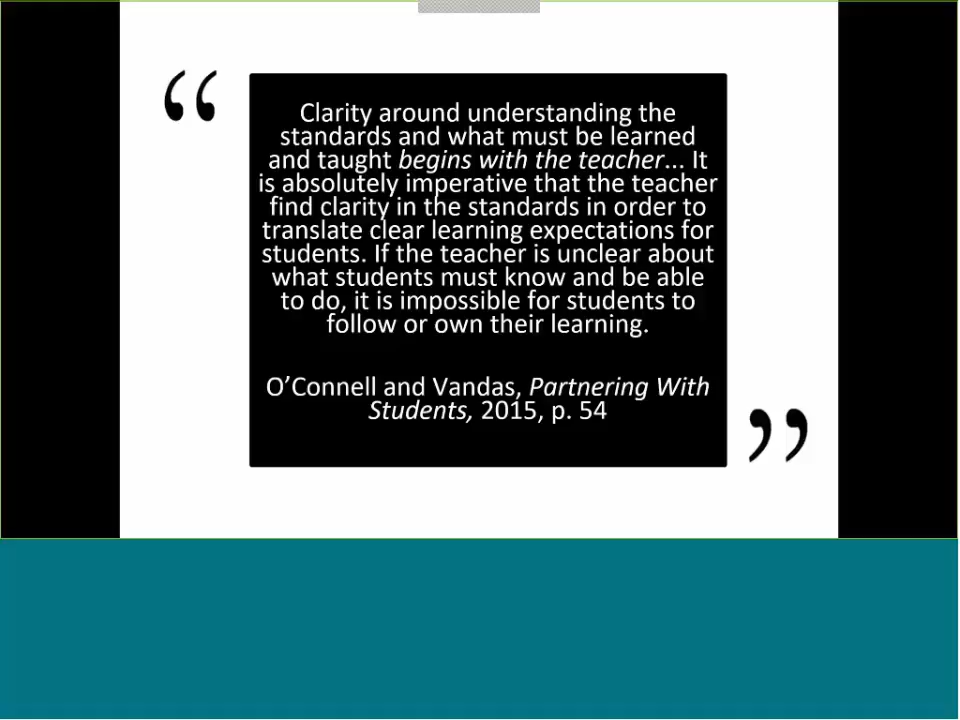 “
Clarity around understanding the
standards and what must be learned
and taught begins with the teacher... It
is absolutely imperative that the teacher
find clarity in the standards in order to
translate clear learning expectations for
students. If the teacher is unclear about
what students must know and be able
to do, it is impossible for students to
follow or own their learning.
O’Connell and Vandas, Partnering With
Students, 2015, p. 54
”